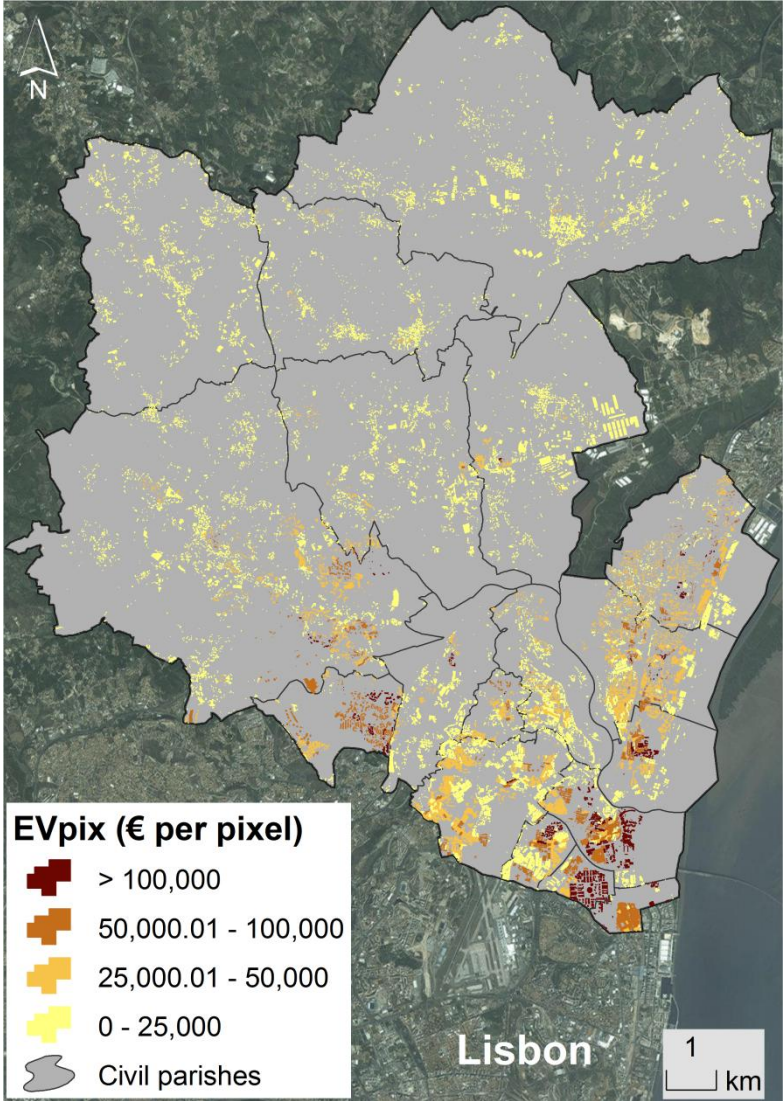 N
EVpix (€ per pixel)
> 100,000
50,000.01 - 100,000
25,000.01 - 50,000
0 - 25,000
Civil parishes
Lisbon
1
km